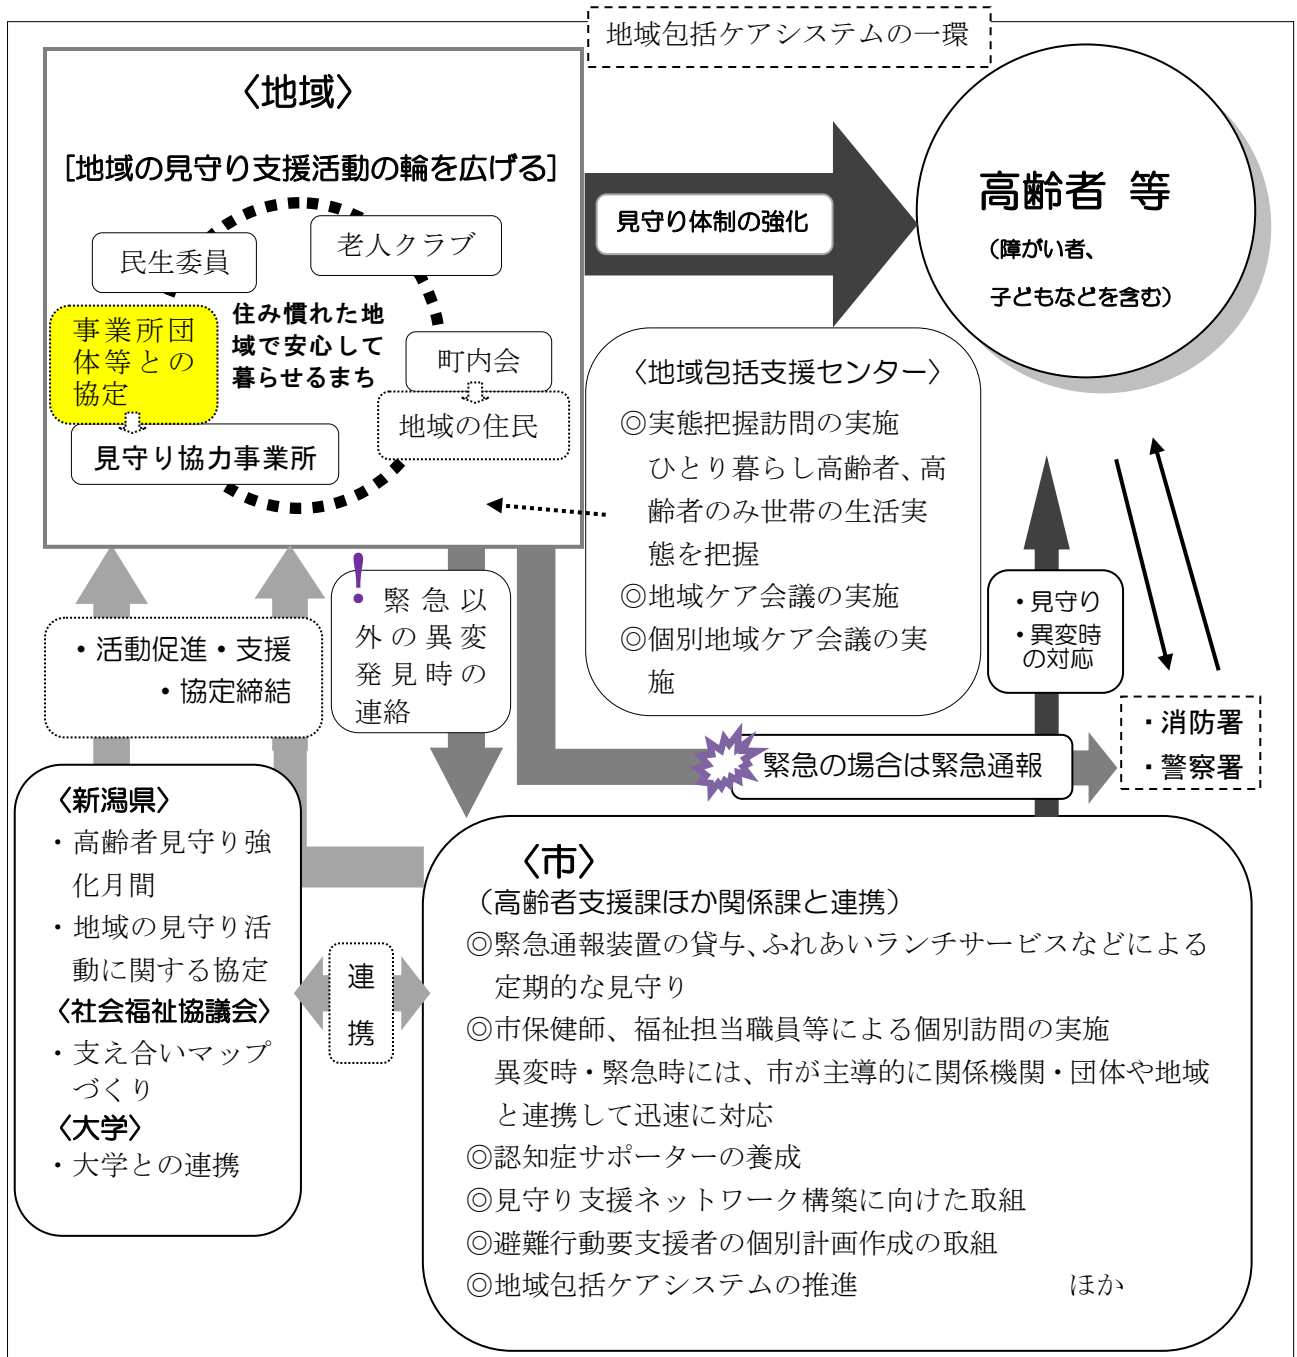 地域包括ケアシステムの一環
〈地域〉
[地域の見守り支援活動の輪を広げる]
民生委員
老人クラブ
事業所団
体等との
協定
住み慣れた地
域で安心して
暮らせるまち
町内会
地域の住民
見守り協力事業所
見守り体制の強化
高齢者 等
（障がい者、
子どもなどを含む）
〈地域包括支援センター〉
◎実態把握訪問の実施
ひとり暮らし高齢者、高
齢者のみ世帯の生活実
態を把握
◎地域ケア会議の実施
◎個別地域ケア会議の実
施
・活動促進・支援
・協定締結
！
緊急以
外の異変
発見時の
連絡
・見守り
・異変時
の対応
緊急の場合は緊急通報
・消防署
・警察署
〈新潟県〉
・高齢者見守り強
化月間
・地域の見守り活
動に関する協定
〈社会福祉協議会〉
・支え合いマップ
づくり
〈大学〉
・大学との連携
連
携
〈市〉
（高齢者支援課ほか関係課と連携）
◎緊急通報装置の貸与、ふれあいランチサービスなどによる
定期的な見守り
◎市保健師、福祉担当職員等による個別訪問の実施
異変時・緊急時には、市が主導的に関係機関・団体や地域
と連携して迅速に対応
◎認知症サポーターの養成
◎見守り支援ネットワーク構築に向けた取組
◎避難行動要支援者の個別計画作成の取組
◎地域包括ケアシステムの推進 ほか